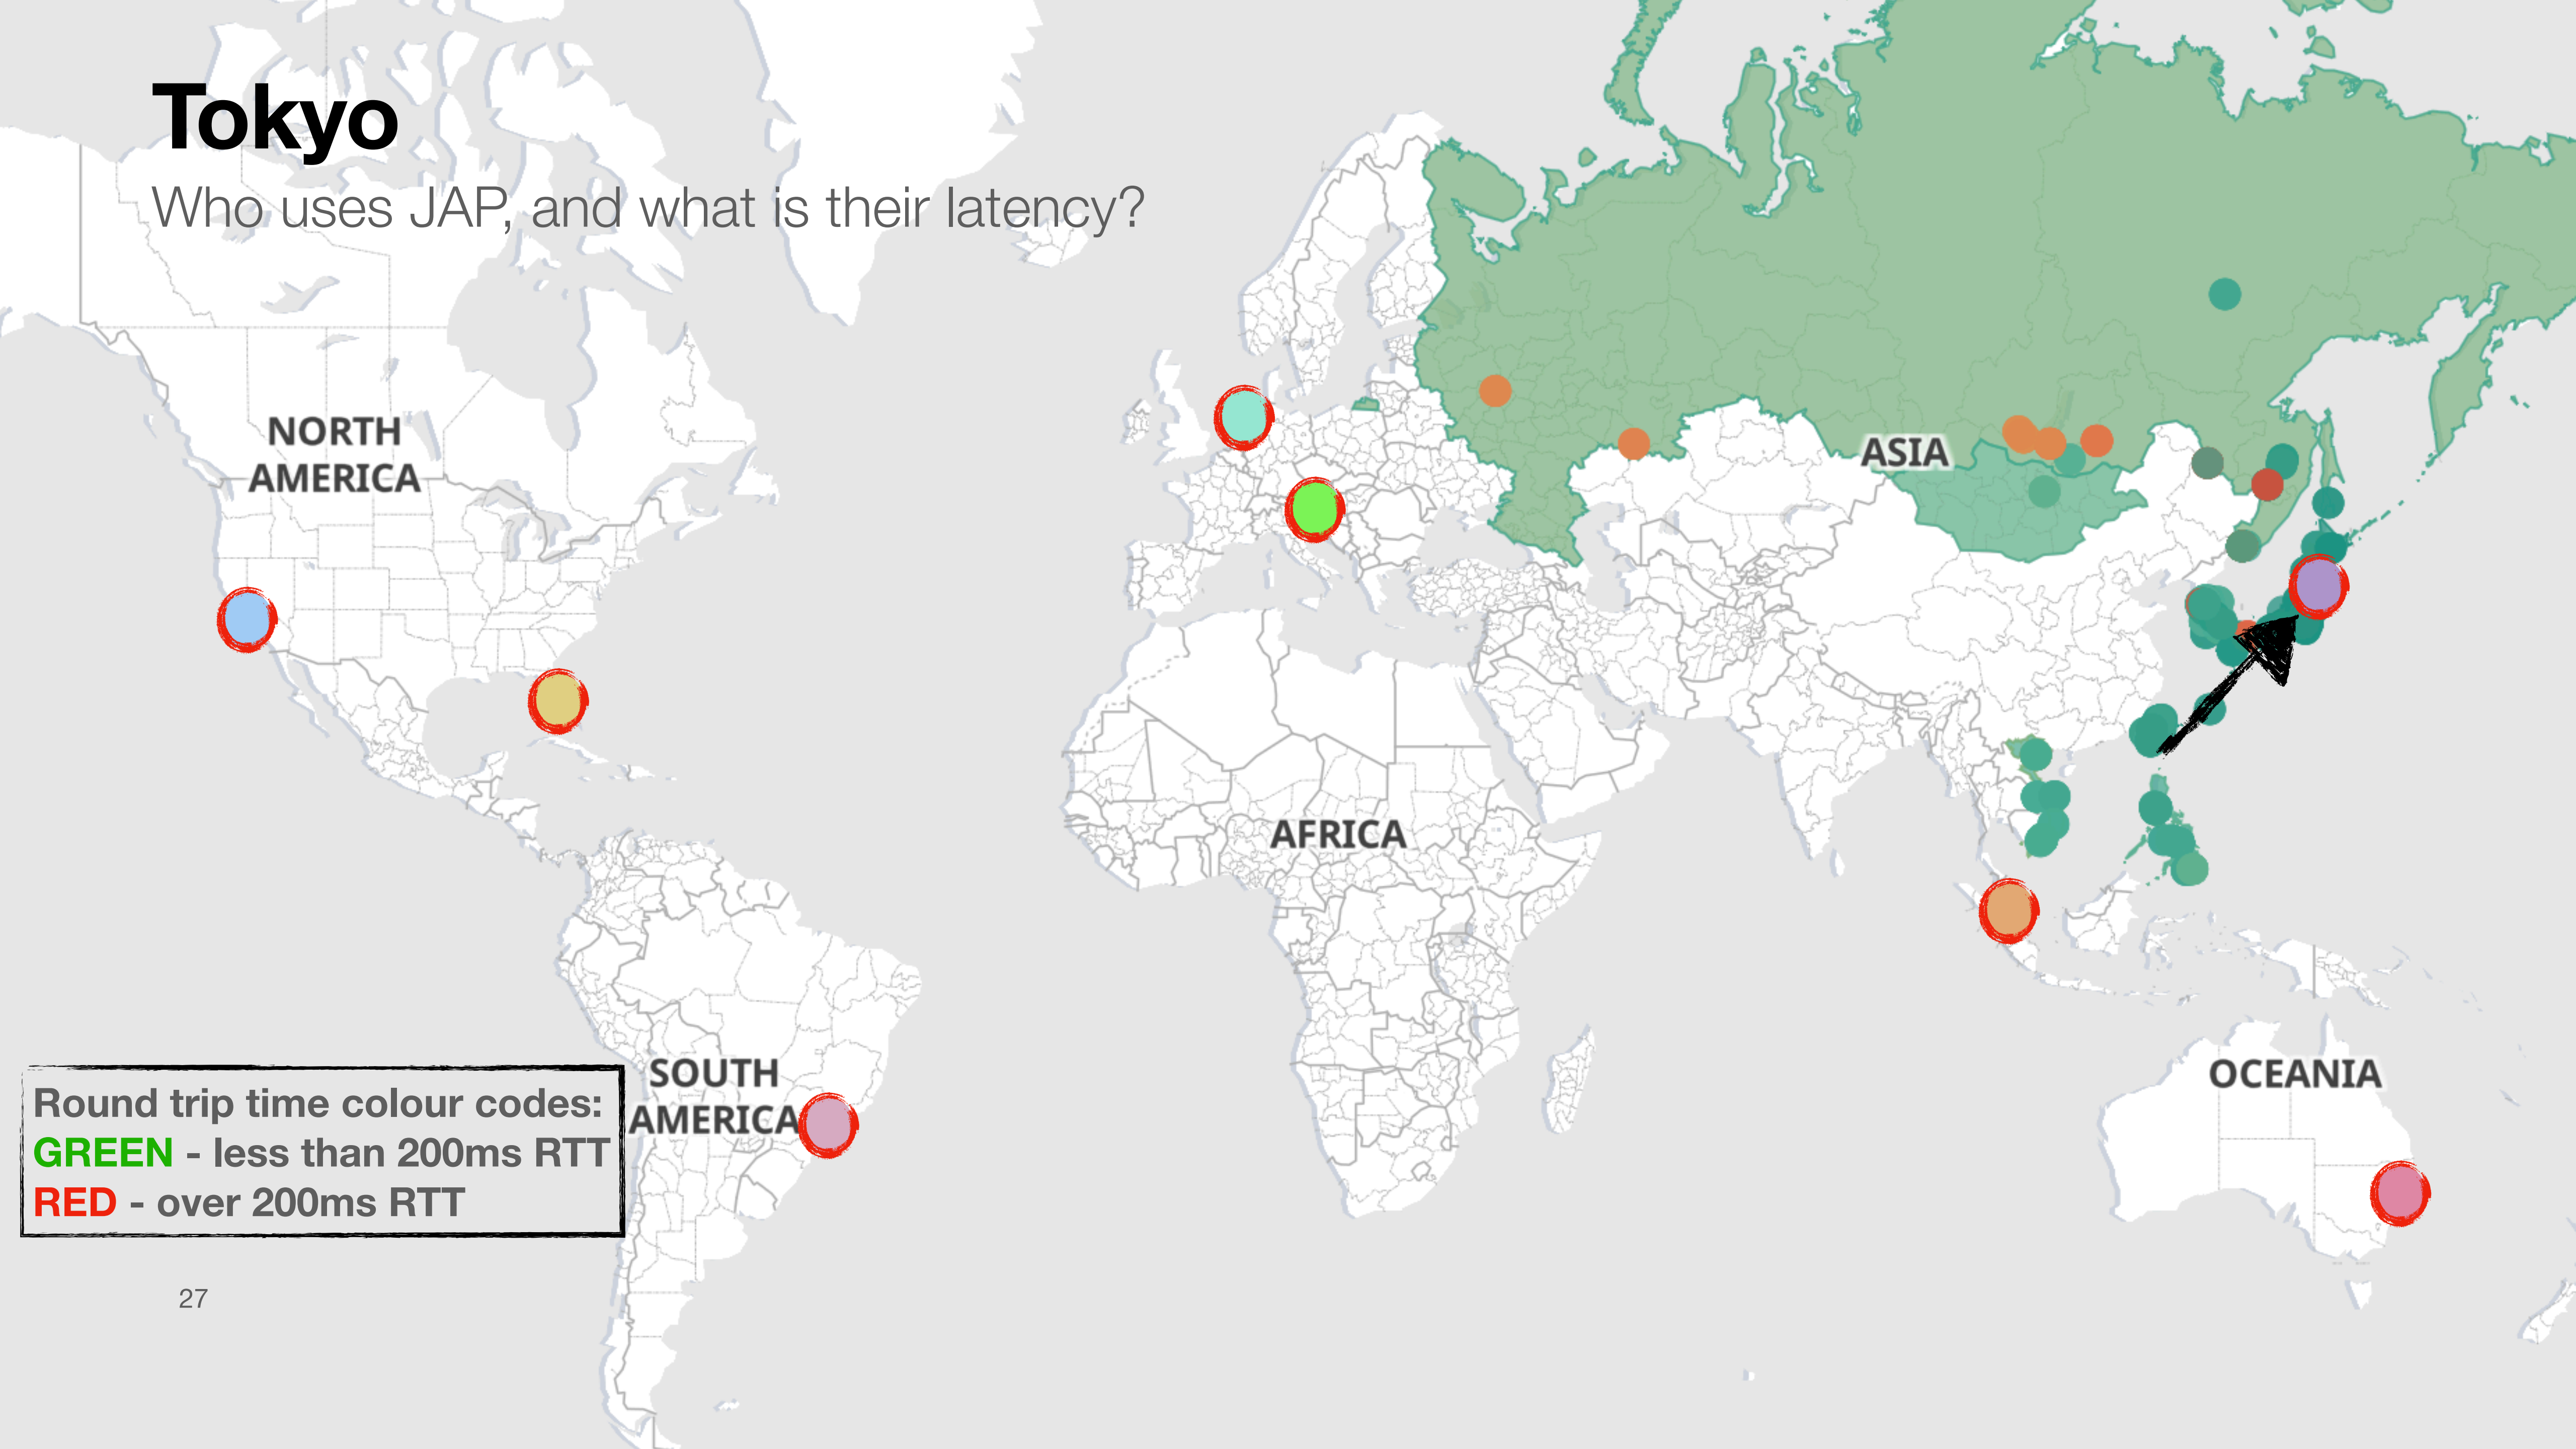 Tokyo
Who uses JAP, and what is their latency?
NORTH
AMERICA
ASIA
AFRICA
SOUTH
AMERICA
OCEANIA
Round trip time colour codes:
GREEN - less than 200ms RTT
RED - over 200ms RTT
27